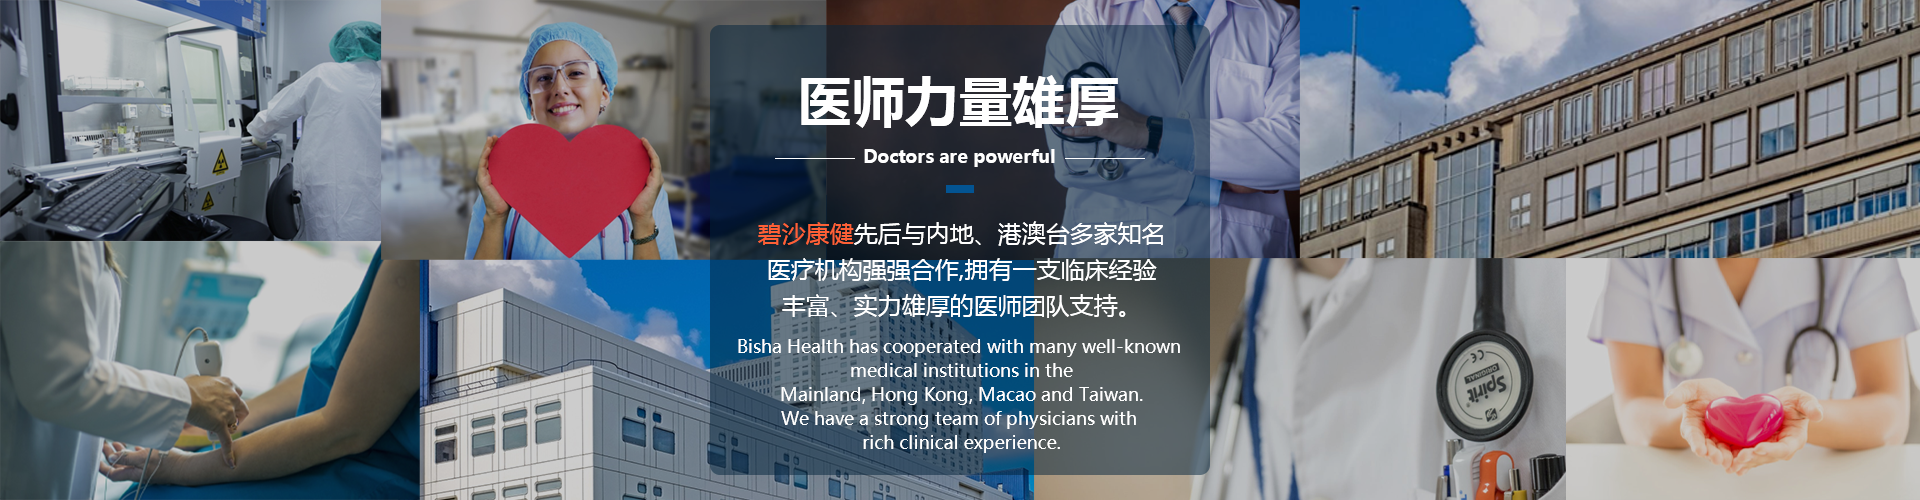 医师力量雄厚
Doctors are powerful
碧沙康健先后与内地、港澳台多家知名
医疗机构强强合作,拥有一支临床经验
丰富、实力雄厚的医师团队支持。
Bisha Health has cooperated with many well-known
medical institutions in the
Mainland, Hong Kong, Macao and Taiwan.
We have a strong team of physicians with
rich clinical experience.
Spirit
ORIGINAL
CE